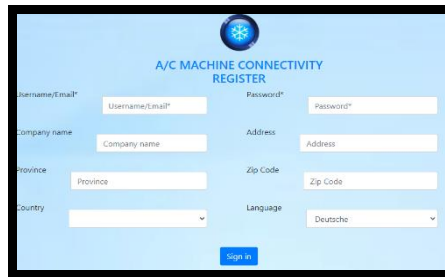 A/C MACHINE CONNECTIVITY
REGISTER
Username/Email* Password*
Username/Email* Password*
Company name Address
Company name Address
Province Zip Code
Province Zip Code
Country Language
Deutsche
Sign in